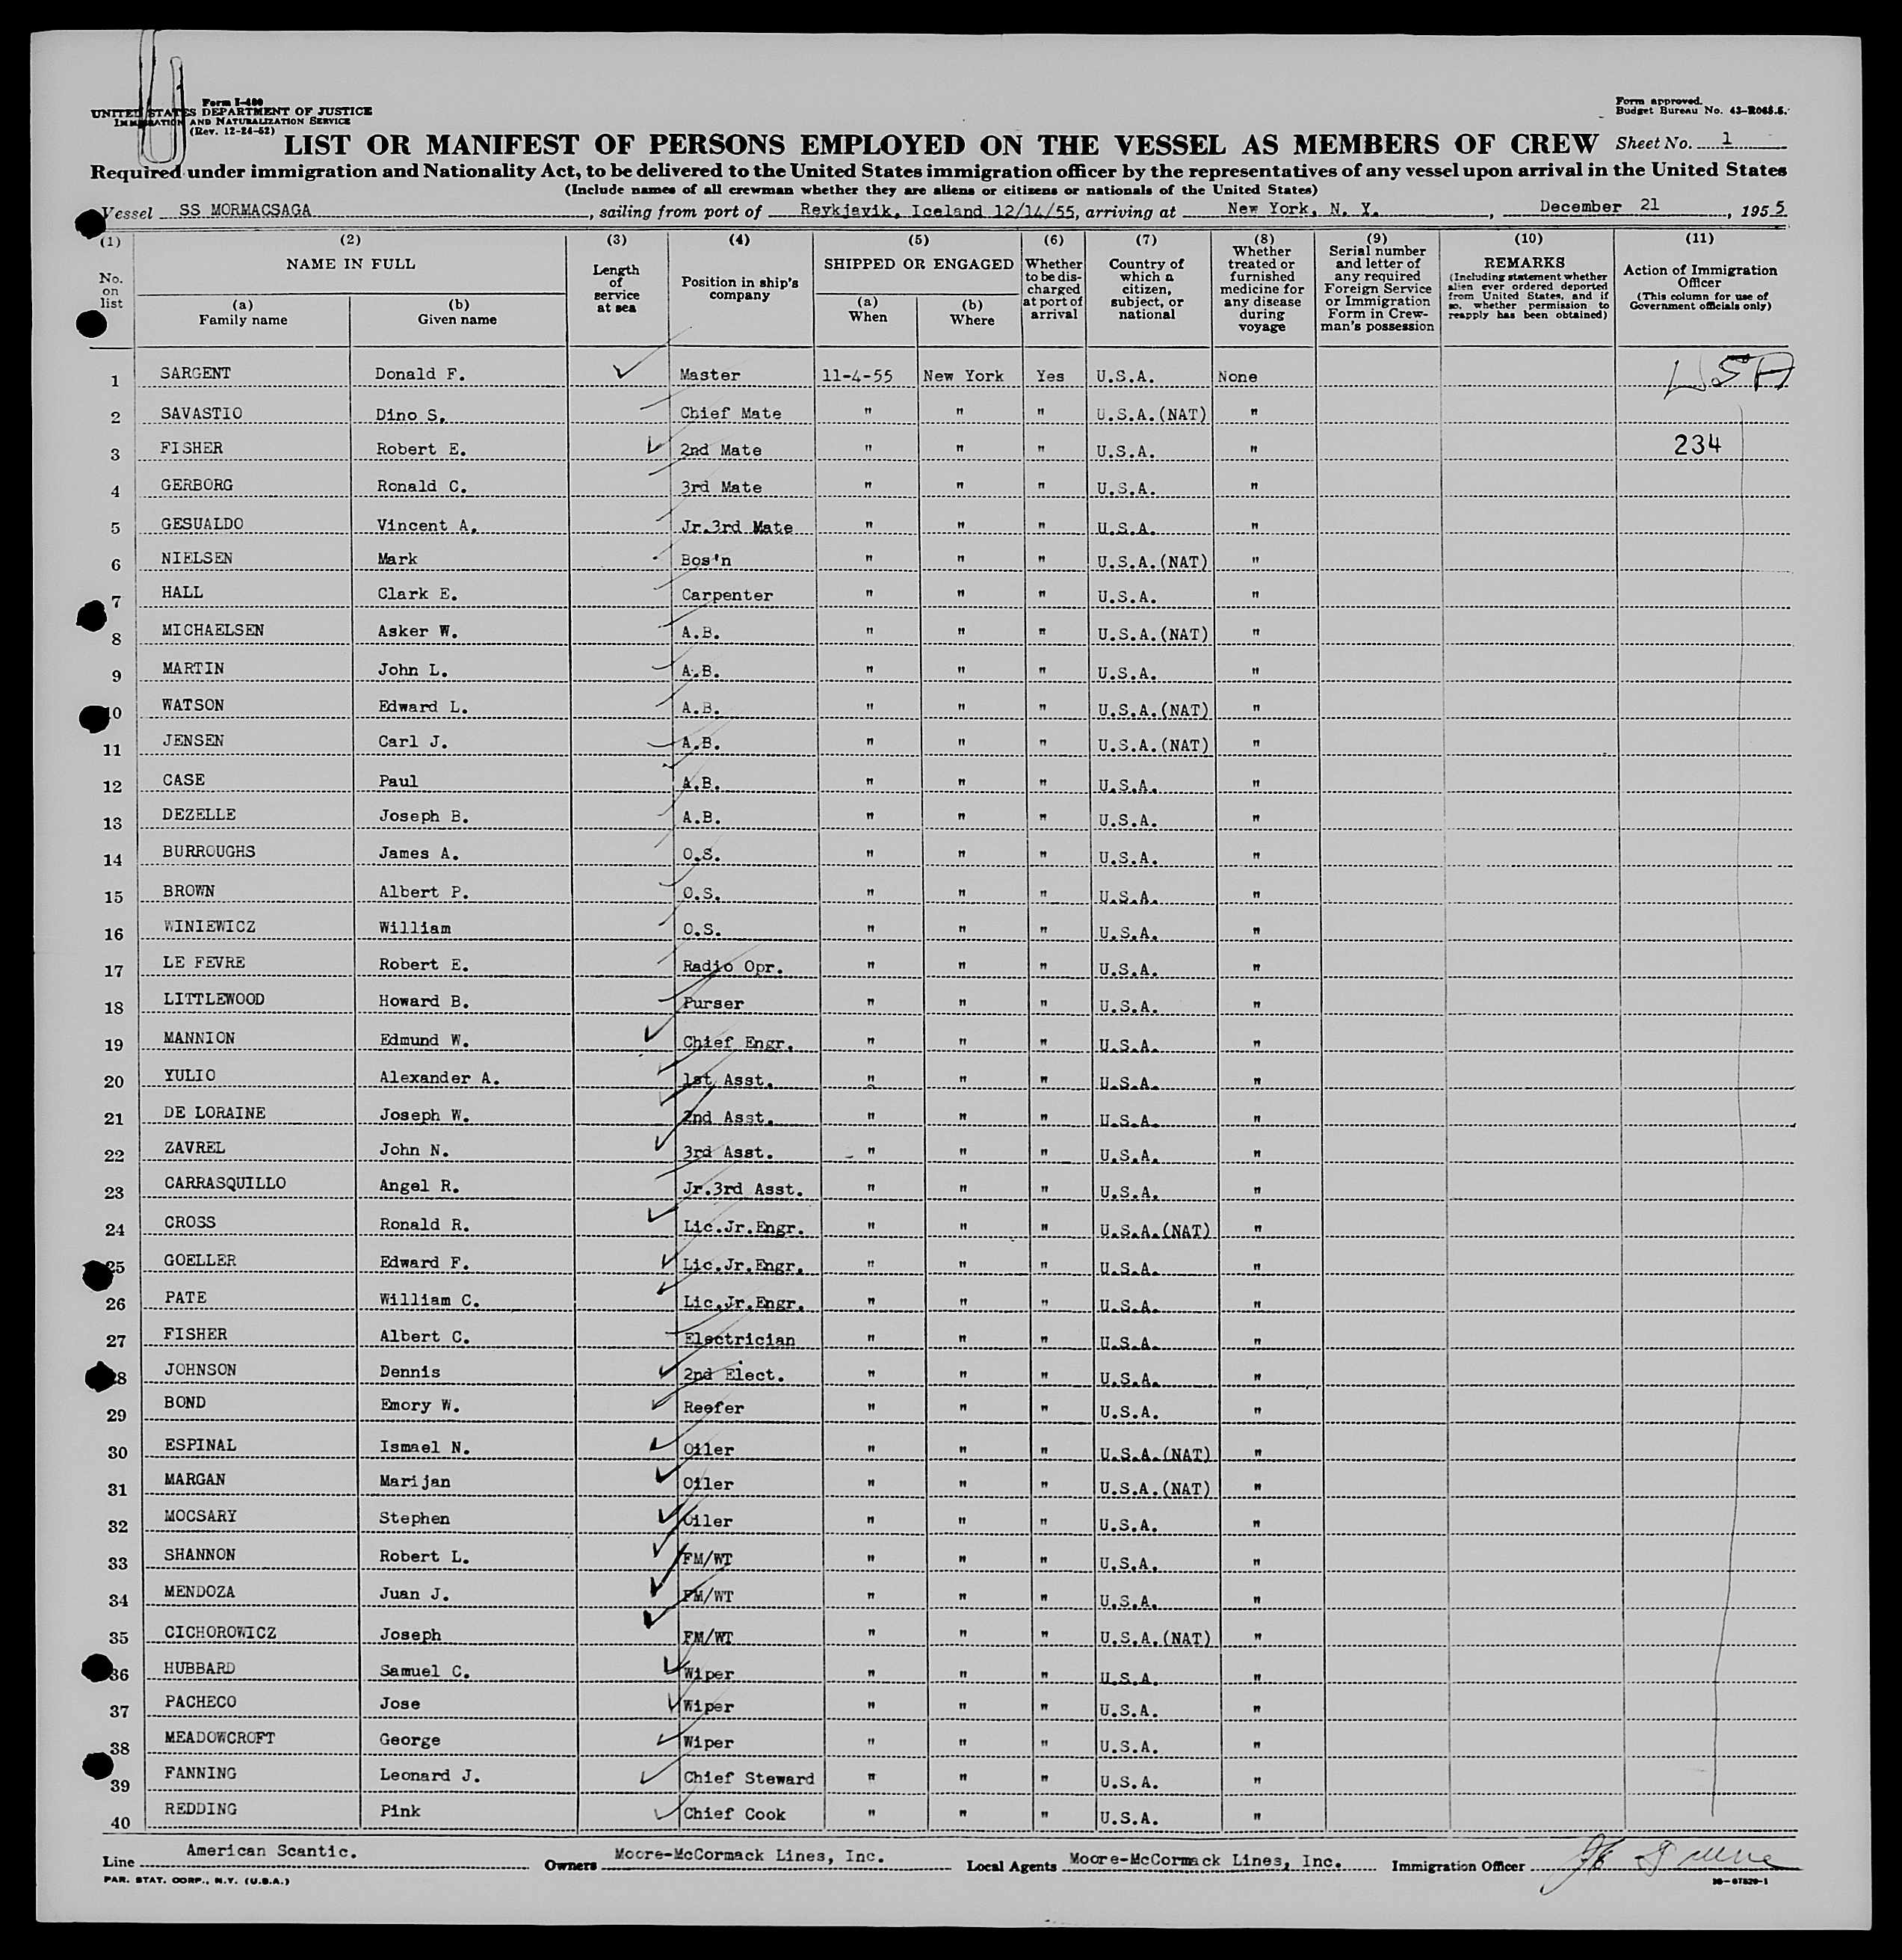 Form I-480
UNITED STATES DEPARTMENT OF JUSTICE
IMMIGRATION AND NATURALIZATION SERVICE
(Rev. 12-24-52)
Form approved.
Budget Bureau No. 43-R065.5.
LIST OR MANIFEST OF PERSONS EMPLOYED ON THE VESSEL AS MEMBERS OF CREW Sheet No. 1
Required under immigration and Nationality Act, to be delivered to the United States immigration officer by the representatives of any vessel upon arrival in the United States
(Include names of all crewman whether they are aliens or citizens or nationals of the United States)
Vessel SS MORMACSAGA, sailing from port of Reykjavik, Iceland 12/14/55, arriving at New York, N. Y., December 21, 1955
(1) No. on list
(2) NAME IN FULL
(a) Family name
(b) Given name
(3) Length of service at sea
(4) Position in ship's company
(5) SHIPPED OR ENGAGED
(a) When
(b) Where
(6) Whether to be discharged at port of arrival
(7) Country of which a citizen, subject, or national
(8) Whether treated or furnished medicine for any disease during voyage
(9) Serial number and letter of any required Foreign Service or Immigration Form in Crewman's possession
(10) REMARKS (Including statement whether alien ever ordered deported from United States, and if so, whether permission to reapply has been obtained)
(11) Action of Immigration Officer (This column for use of Government officials only)
1 SARGENT Donald F. Master 11-4-55 New York Yes U.S.A. None USA
2 SAVASTIO Dino S. Chief Mate " " " U.S.A.(NAT) "
3 FISHER Robert E. 2nd Mate " " " U.S.A. " 234
4 GERBORG Ronald C. 3rd Mate " " " U.S.A. "
5 GESUALDO Vincent A. Jr.3rd Mate " " " U.S.A. "
6 NIELSEN Mark Bos'n " " " U.S.A.(NAT) "
7 HALL Clark E. Carpenter " " " U.S.A. "
8 MICHAELSEN Asker W. A.B. " " " U.S.A.(NAT) "
9 MARTIN John L. A.B. " " " U.S.A. "
10 WATSON Edward L. A.B. " " " U.S.A.(NAT) "
11 JENSEN Carl J. A.B. " " " U.S.A.(NAT) "
12 CASE Paul A.B. " " " U.S.A. "
13 DEZELLE Joseph B. A.B. " " " U.S.A. "
14 BURROUGHS James A. O.S. " " " U.S.A. "
15 BROWN Albert P. O.S. " " " U.S.A. "
16 WINIEWICZ William O.S. " " " U.S.A. "
17 LE FEVRE Robert E. Radio Opr. " " " U.S.A. "
18 LITTLEWOOD Howard B. Purser " " " U.S.A. "
19 MANNION Edmund W. Chief Engr. " " " U.S.A. "
20 YULIO Alexander A. 1st Asst. " " " U.S.A. "
21 DE LORAINE Joseph W. 2nd Asst. " " " U.S.A. "
22 ZAVREL John N. 3rd Asst. " " " U.S.A. "
23 CARRASQUILLO Angel R. Jr.3rd Asst. " " " U.S.A. "
24 CROSS Ronald R. Lic.Jr.Engr. " " " U.S.A.(NAT) "
25 GOELLER Edward F. Lic.Jr.Engr. " " " U.S.A. "
26 PATE William C. Lic.Jr.Engr. " " " U.S.A. "
27 FISHER Albert C. Electrician " " " U.S.A. "
28 JOHNSON Dennis 2nd Elect. " " " U.S.A. "
29 BOND Emory W. Reefer " " " U.S.A. "
30 ESPINAL Ismael N. Oiler " " " U.S.A.(NAT) "
31 MARGAN Marijan Oiler " " " U.S.A.(NAT) "
32 MOCSARY Stephen Oiler " " " U.S.A. "
33 SHANNON Robert L. FM/WT " " " U.S.A. "
34 MENDOZA Juan J. FM/WT " " " U.S.A. "
35 CICHOROWICZ Joseph FM/WT " " " U.S.A.(NAT) "
36 HUBBARD Samuel C. Wiper " " " U.S.A. "
37 PACHECO Jose Wiper " " " U.S.A. "
38 MEADOWCROFT George Wiper " " " U.S.A. "
39 FANNING Leonard J. Chief Steward " " " U.S.A. "
40 REDDING Pink Chief Cook " " " U.S.A. "
Line American Scantic. Owners Moore-McCormack Lines, Inc. Local Agents Moore-McCormack Lines, Inc. Immigration Officer
PAR. STAT. CORP., N.Y. (U.S.A.)
16-67529-1